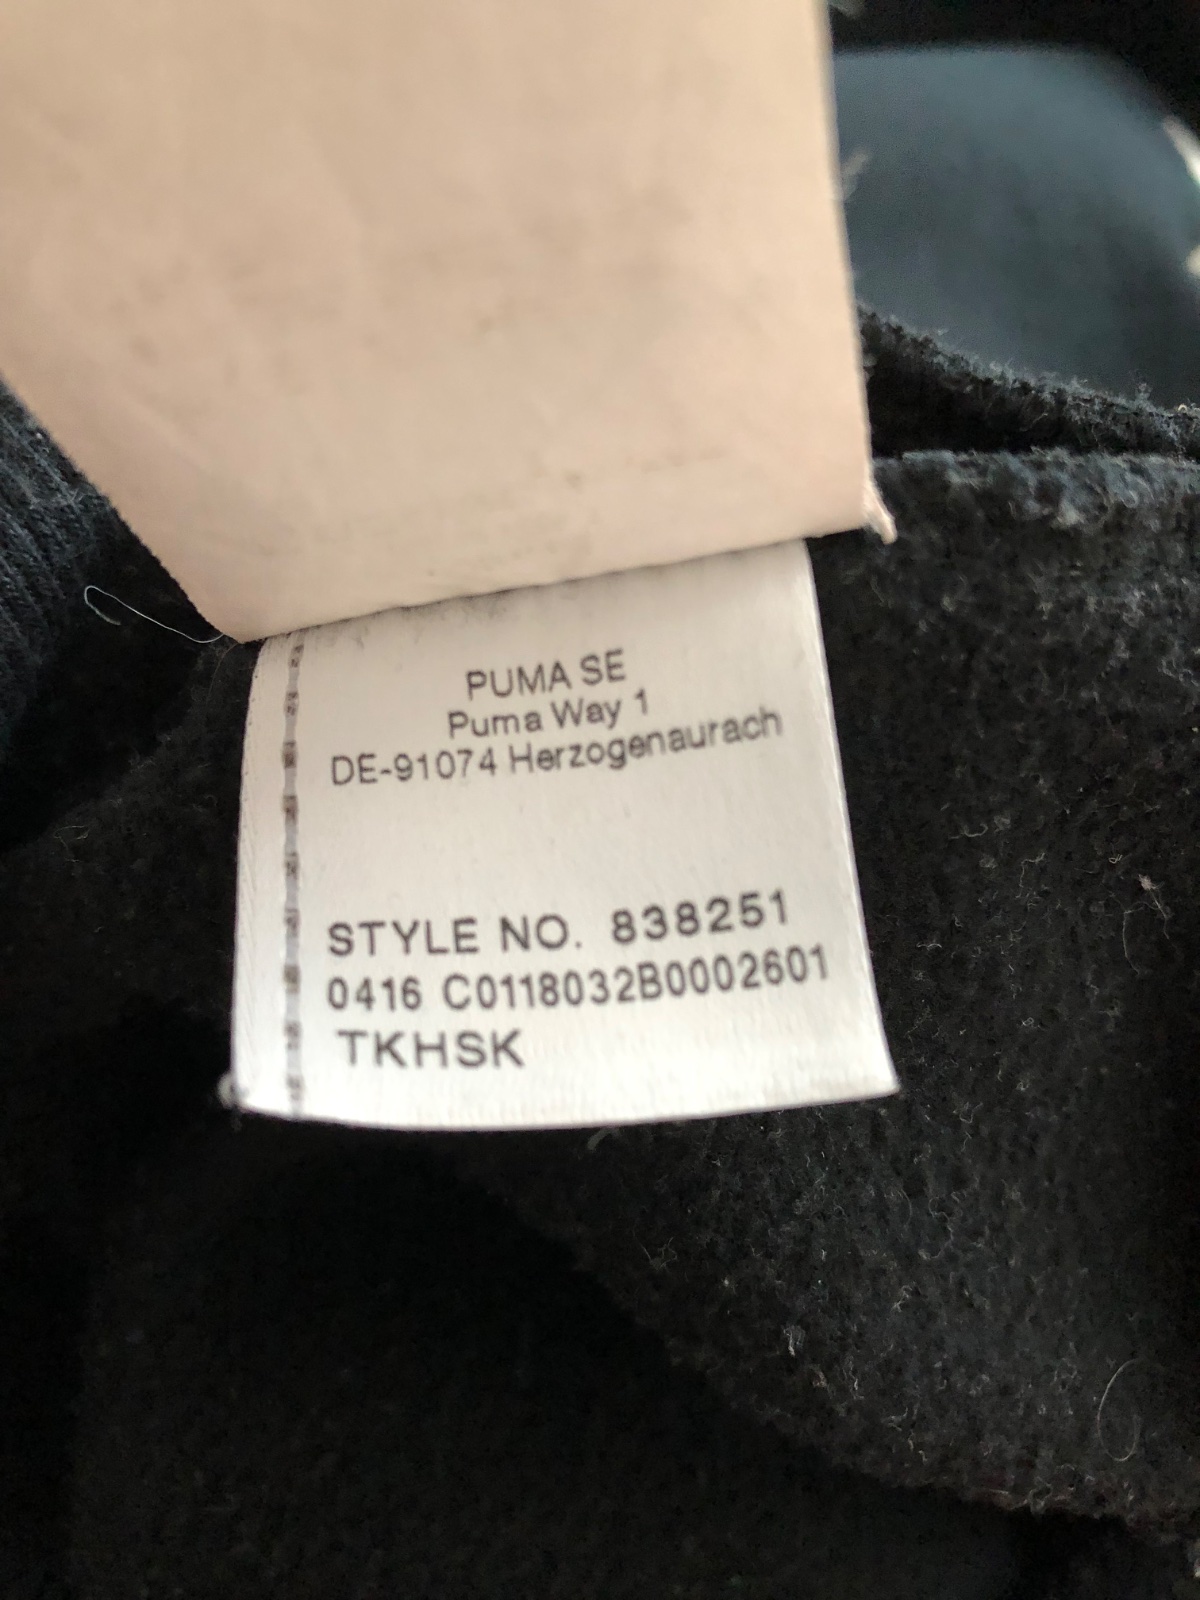 PUMA SE
Puma Way 1
DE-91074 Herzogenaurach
STYLE NO. 838251
0416 C0118032B0002601
TKHSK